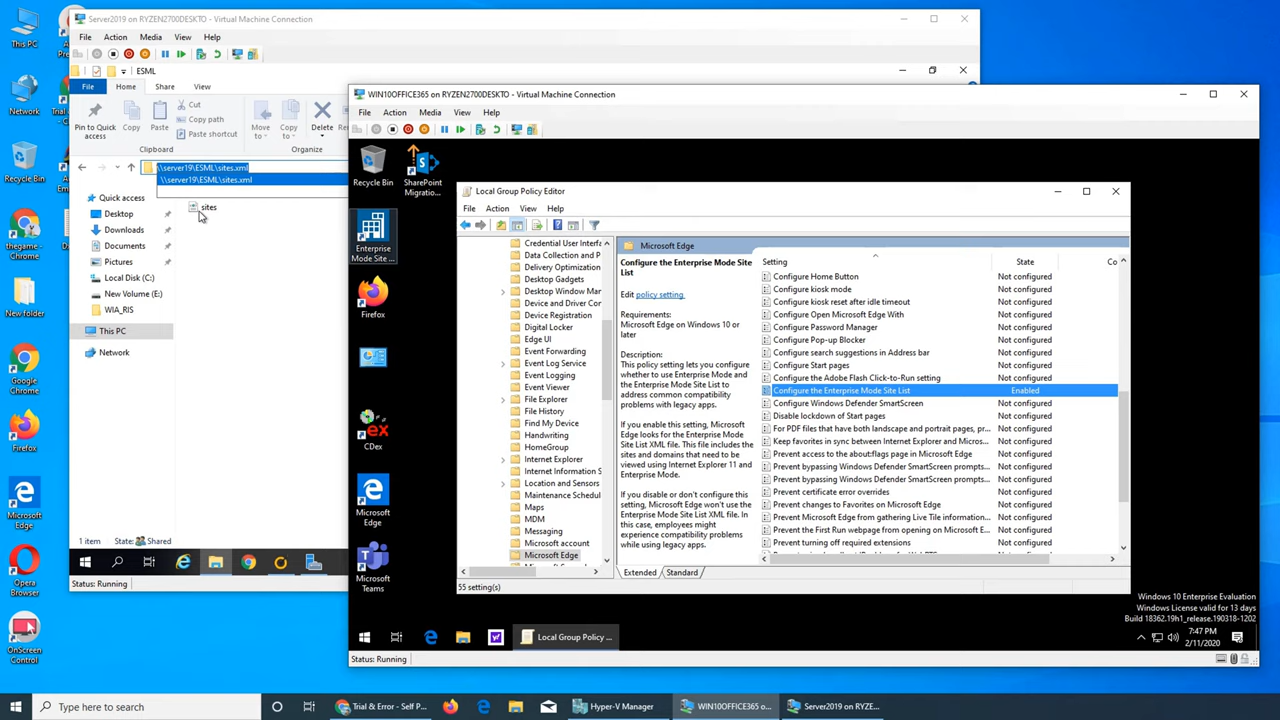 This PC
Network
Recycle Bin
New folder
Google
Chrome
Firefox
Microsoft
Edge
Opera
Browser
OnScreen
Control
Server2019 on RYZEN2700DESKTO - Virtual Machine Connection
File Action Media View Help
ESML
File Home Share View
Pin to Quick
access
Copy
Paste
Cut
Copy path
Paste shortcut
Move
to
Copy
to
Delete
Clipboard
Organize
\\server19\ESML\sites.xml
\\server19\ESML\sites.xml
Quick access
Desktop
Downloads
Documents
Pictures
Local Disk (C:)
New Volume (E:)
WIA_RIS
This PC
Network
thegame -
Chrome
sites
1 item State: Shared
Status: Running
WIN10OFFICE365 on RYZEN2700DESKTO - Virtual Machine Connection
File Action Media View Help
Recycle Bin
SharePoint
Migration...
Enterprise
Mode Site ...
Firefox
CDex
Microsoft
Edge
Microsoft
Teams
Local Group Policy Editor
File Action View Help
Credential User Interfa
Data Collection and P
Delivery Optimization
Desktop Gadgets
Desktop Window Man
Device and Driver Con
Device Registration
Digital Locker
Edge UI
Event Forwarding
Event Log Service
Event Logging
Event Viewer
File Explorer
File History
Find My Device
Handwriting
HomeGroup
Internet Explorer
Internet Information S
Location and Sensors
Maintenance Schedul
Maps
MDM
Messaging
Microsoft account
Microsoft Edge
Microsoft Edge
Configure the Enterprise Mode Site
List
Edit policy setting.
Requirements:
Microsoft Edge on Windows 10 or
later
Description:
This policy setting lets you configure
whether to use Enterprise Mode and
the Enterprise Mode Site List to
address common compatibility
problems with legacy apps.
If you enable this setting, Microsoft
Edge looks for the Enterprise Mode
Site List XML file. This file includes the
sites and domains that need to be
viewed using Internet Explorer 11 and
Enterprise Mode.
If you disable or don't configure this
setting, Microsoft Edge won't use the
Enterprise Mode Site List XML file. In
this case, employees might
experience compatibility problems
while using legacy apps.
Setting State Co
Configure Home Button Not configured
Configure kiosk mode Not configured
Configure kiosk reset after idle timeout Not configured
Configure Open Microsoft Edge With Not configured
Configure Password Manager Not configured
Configure Pop-up Blocker Not configured
Configure search suggestions in Address bar Not configured
Configure Start pages Not configured
Configure the Adobe Flash Click-to-Run setting Not configured
Configure the Enterprise Mode Site List Enabled
Configure Windows Defender SmartScreen Not configured
Disable lockdown of Start pages Not configured
For PDF files that have both landscape and portrait pages, pr... Not configured
Keep favorites in sync between Internet Explorer and Micros... Not configured
Prevent access to the about:flags page in Microsoft Edge Not configured
Prevent bypassing Windows Defender SmartScreen prompts... Not configured
Prevent bypassing Windows Defender SmartScreen prompts... Not configured
Prevent certificate error overrides Not configured
Prevent changes to Favorites on Microsoft Edge Not configured
Prevent Microsoft Edge from gathering Live Tile information... Not configured
Prevent the First Run webpage from opening on Microsoft E... Not configured
Prevent turning off required extensions Not configured
Extended Standard
55 setting(s)
Windows 10 Enterprise Evaluation
Windows License valid for 13 days
Build 18362.19h1_release.190318-1202
Local Group Policy ...
7:47 PM
2/11/2020
Status: Running
Type here to search
Trial & Error - Self P...
Hyper-V Manager
WIN10OFFICE365 o...
Server2019 on RYZE...